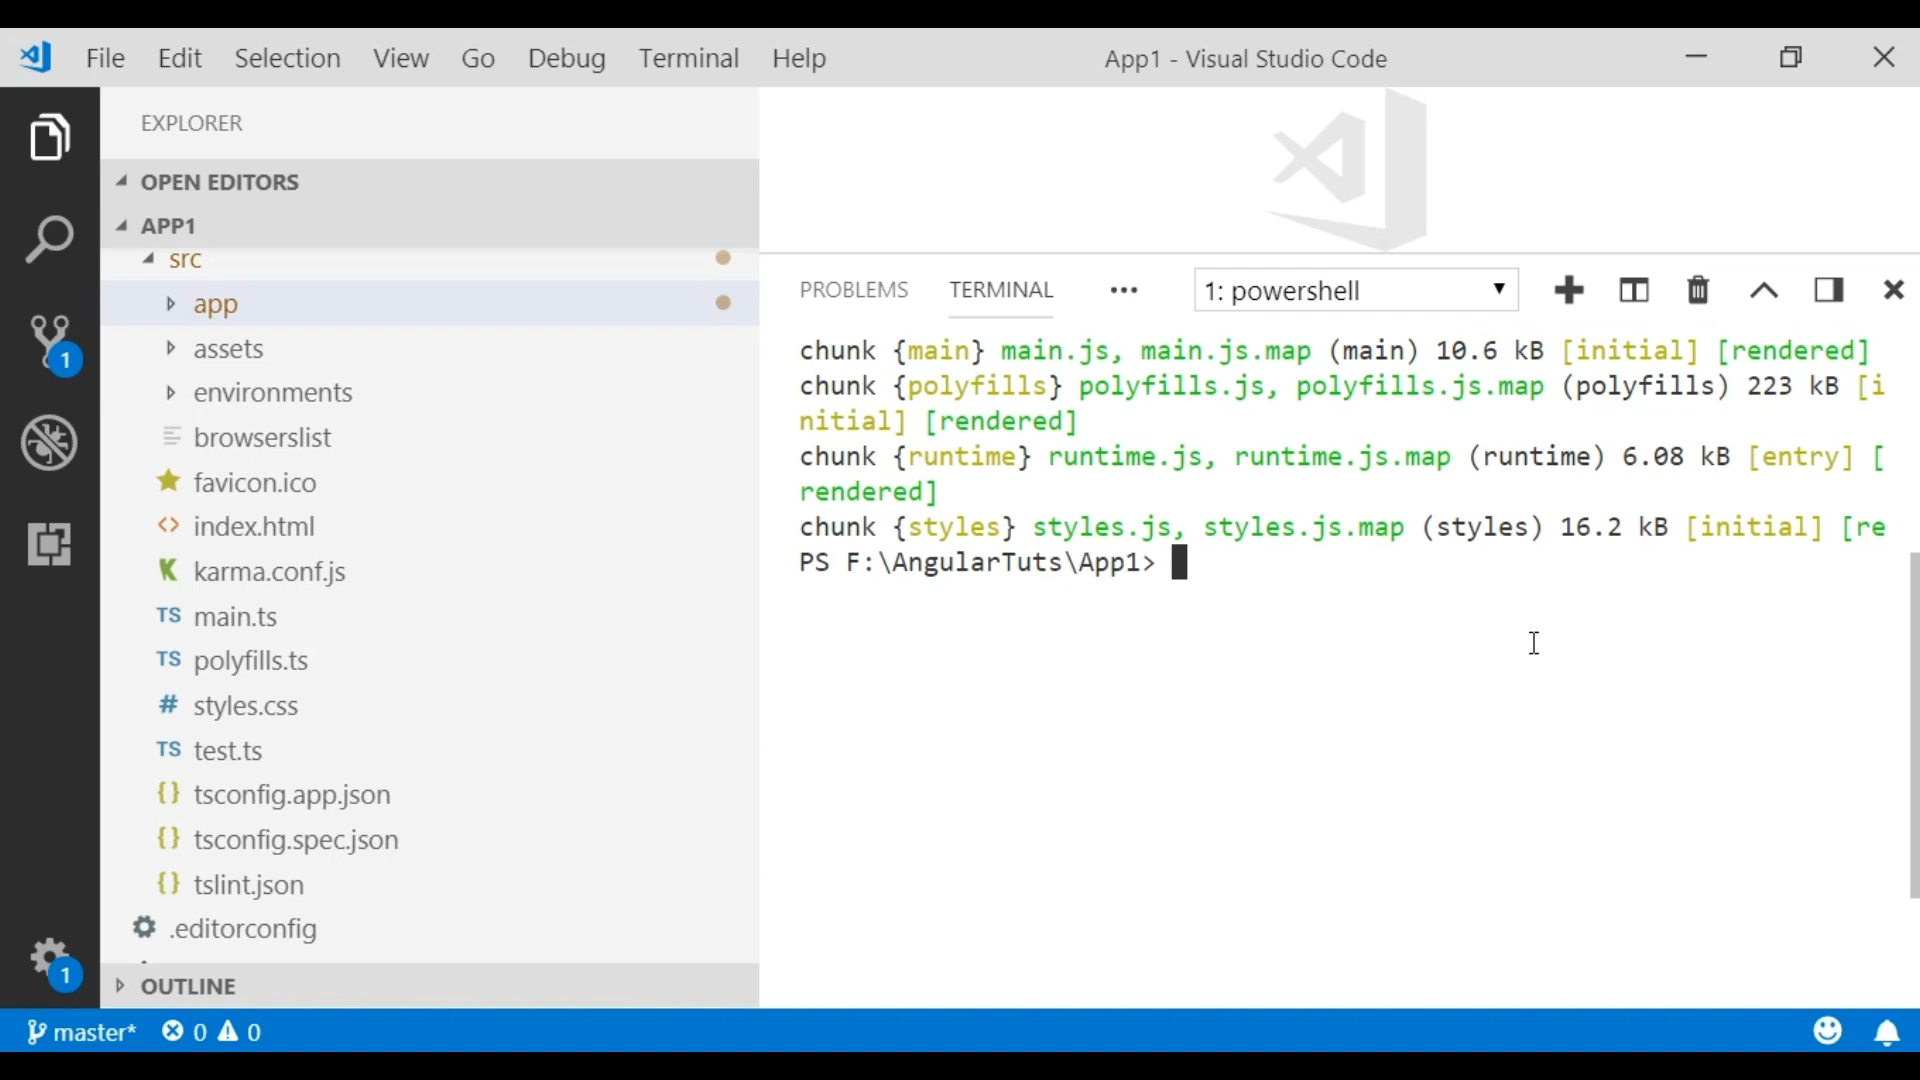 File Edit Selection View Go Debug Terminal Help
App1 - Visual Studio Code
EXPLORER
OPEN EDITORS
APP1
src
app
assets
environments
browserslist
favicon.ico
<> index.html
K karma.conf.js
TS main.ts
TS polyfills.ts
# styles.css
TS test.ts
{} tsconfig.app.json
{} tsconfig.spec.json
{} tslint.json
.editorconfig
OUTLINE
1
1
PROBLEMS TERMINAL ••• 1: powershell
chunk {main} main.js, main.js.map (main) 10.6 kB [initial] [rendered]
chunk {polyfills} polyfills.js, polyfills.js.map (polyfills) 223 kB [i
nitial] [rendered]
chunk {runtime} runtime.js, runtime.js.map (runtime) 6.08 kB [entry] [
rendered]
chunk {styles} styles.js, styles.js.map (styles) 16.2 kB [initial] [re
PS F:\AngularTuts\App1>
master* 0 0